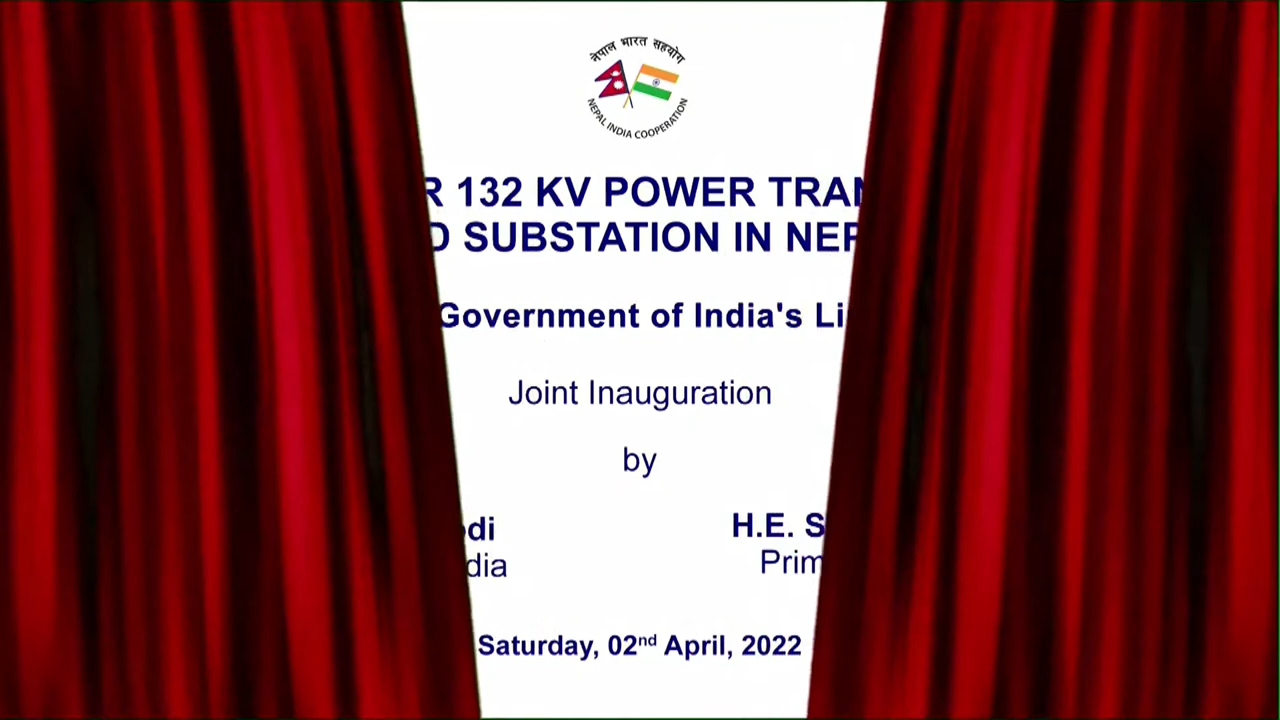 नेपाल भारत सहयोग
NEPAL INDIA COOPERATION
R 132 KV POWER TRAN
D SUBSTATION IN NEP
Government of India's Li
Joint Inauguration
by
odi H.E. S
dia Prim
Saturday, 02nd April, 2022